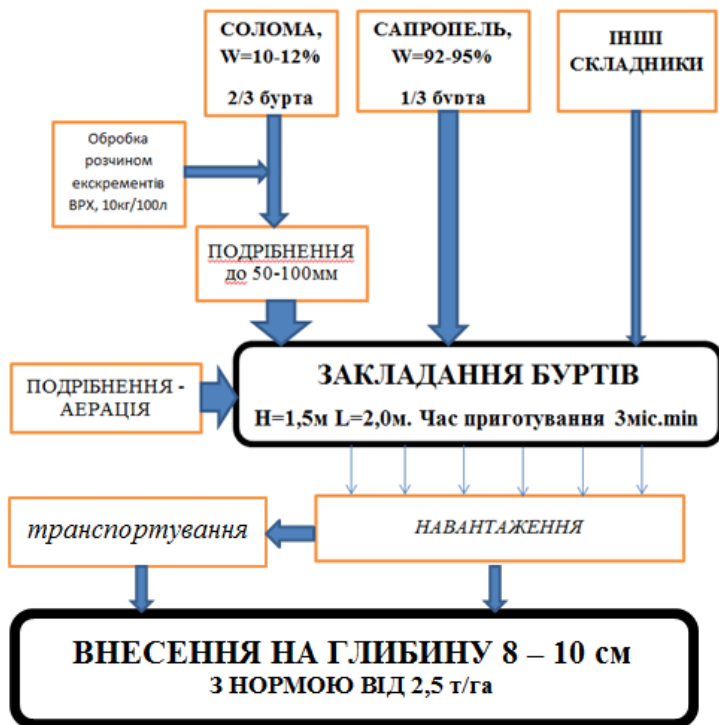 СОЛОМА,
W=10-12%
2/3 бурта
САПРОПЕЛЬ,
W=92-95%
1/3 бурта
ІНШІ
СКЛАДНИКИ
Обробка
розчином
екскрементів
ВРХ, 10кг/100л
ПОДРІБНЕННЯ
до 50-100мм
ПОДРІБНЕННЯ -
АЕРАЦІЯ
ЗАКЛАДАННЯ БУРТІВ
Н=1,5м L=2,0м. Час приготування 3міс.min
транспортування
НАВАНТАЖЕННЯ
ВНЕСЕННЯ НА ГЛИБИНУ 8 – 10 см
З НОРМОЮ ВІД 2,5 т/га